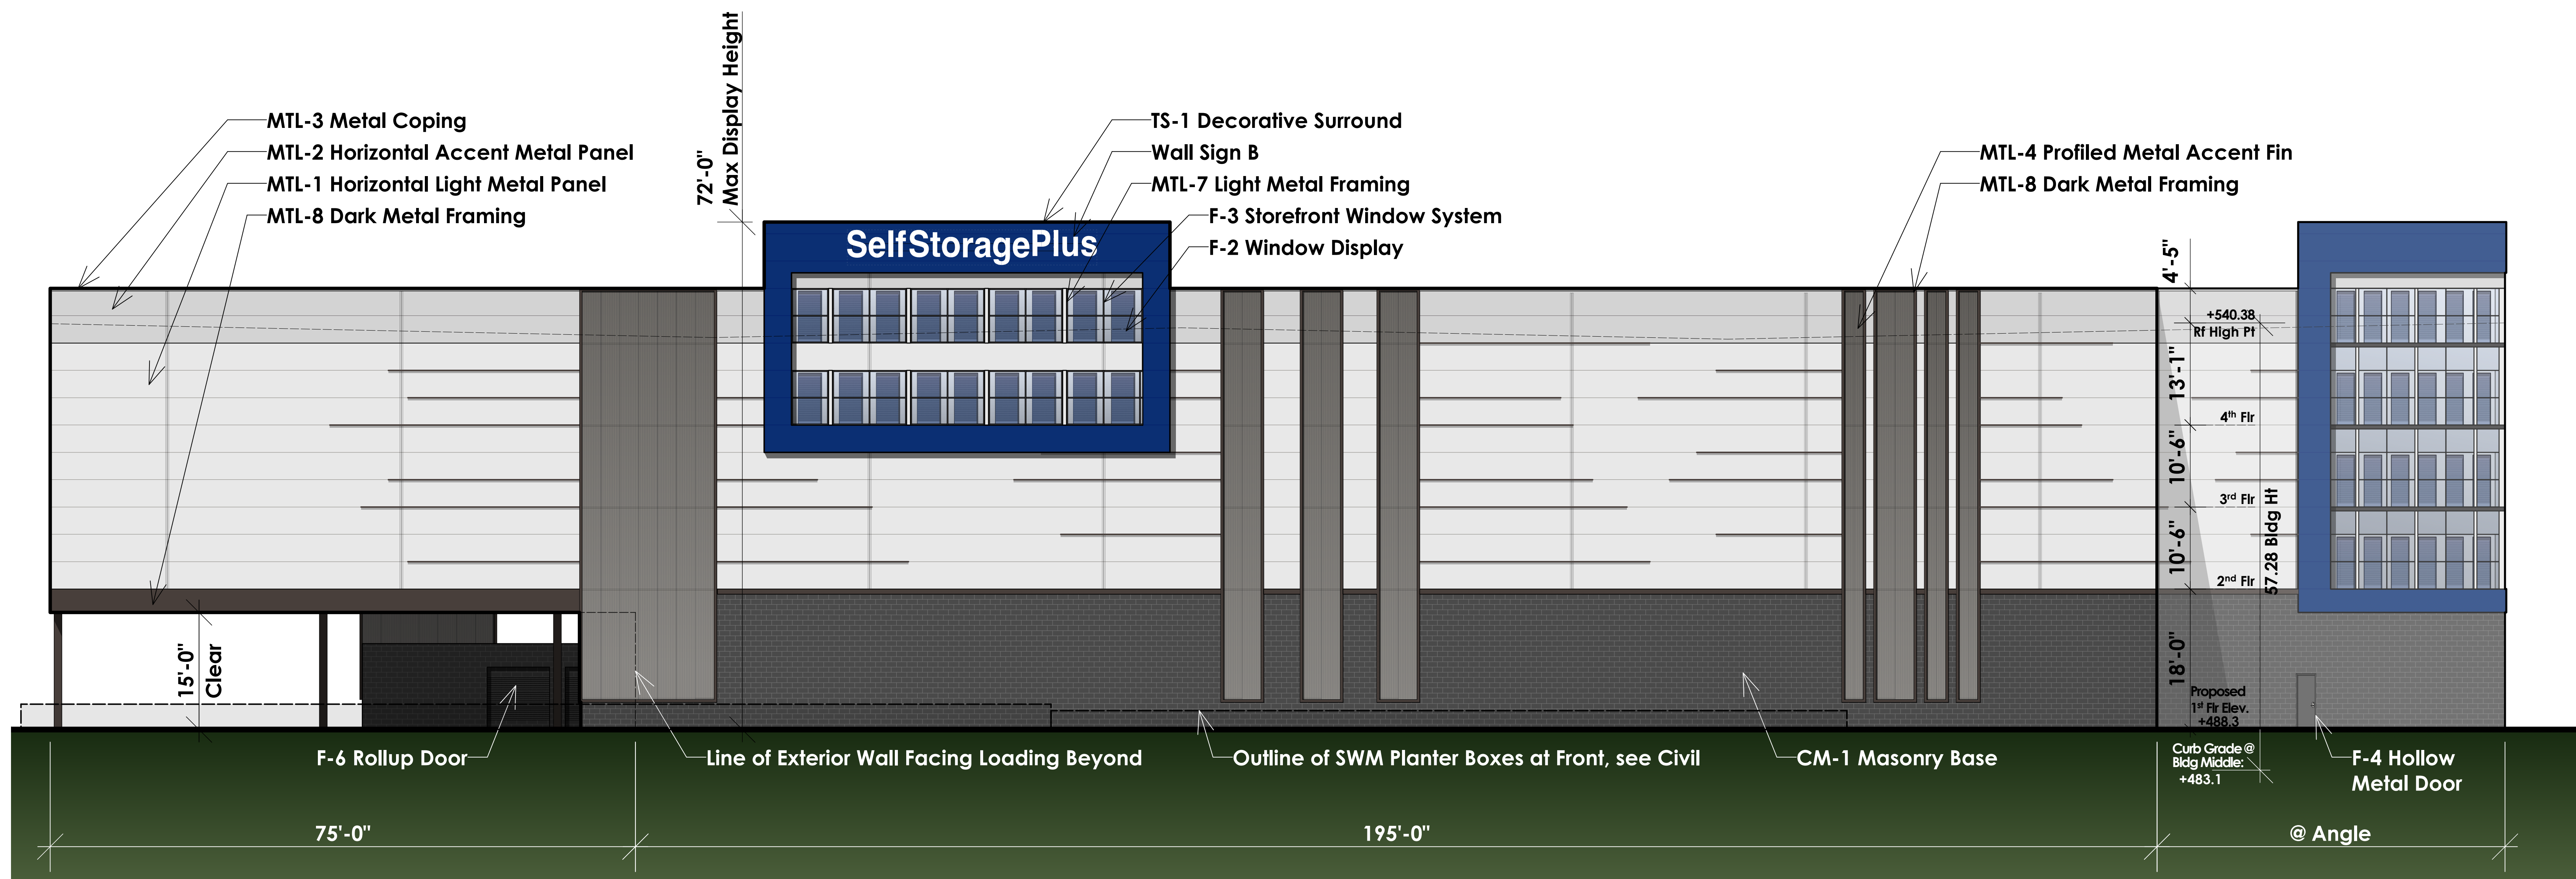 72'-0"
Max Display Height
MTL-3 Metal Coping
MTL-2 Horizontal Accent Metal Panel
MTL-1 Horizontal Light Metal Panel
MTL-8 Dark Metal Framing
TS-1 Decorative Surround
Wall Sign B
MTL-7 Light Metal Framing
F-3 Storefront Window System
F-2 Window Display
MTL-4 Profiled Metal Accent Fin
MTL-8 Dark Metal Framing
SelfStoragePlus
4'-5"
+540.38
Rf High Pt
13'-1"
4th Flr
10'-6"
3rd Flr
57.28 Bldg Ht
10'-6"
2nd Flr
18'-0"
15'-0"
Clear
Proposed
1st Flr Elev.
+488.3
F-6 Rollup Door
Line of Exterior Wall Facing Loading Beyond
Outline of SWM Planter Boxes at Front, see Civil
CM-1 Masonry Base
Curb Grade @
Bldg Middle:
+483.1
F-4 Hollow
Metal Door
75'-0"
195'-0"
@ Angle